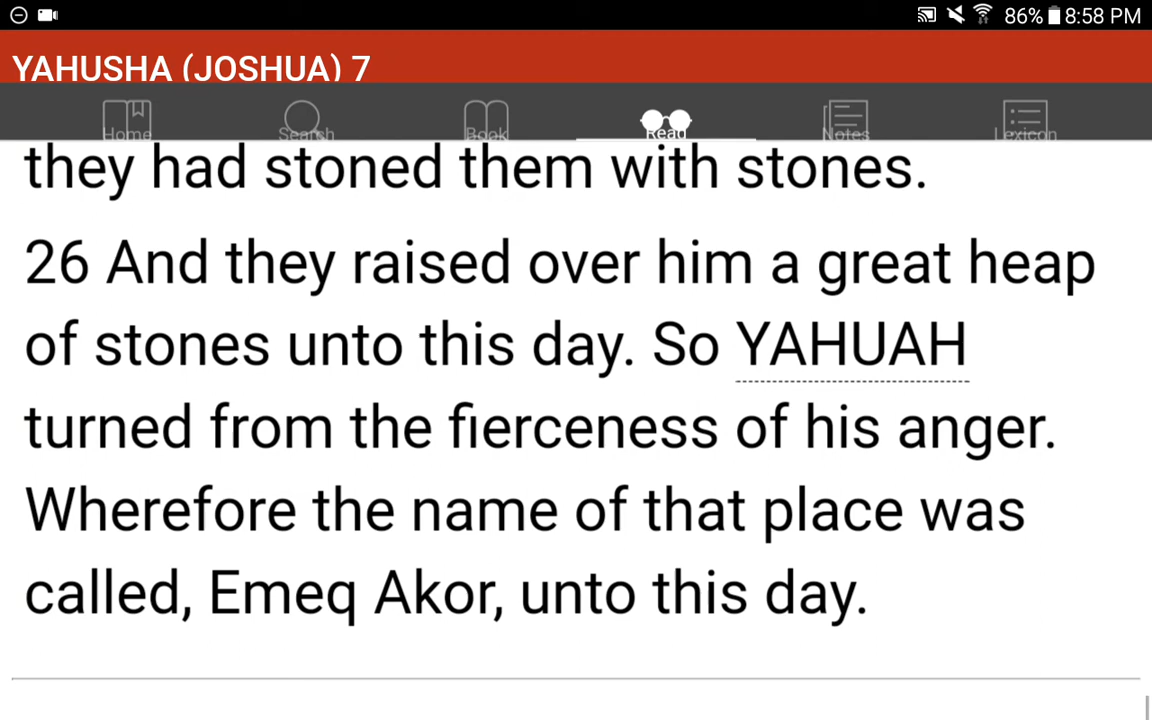 86% 8:58 PM
YAHUSHA (JOSHUA) 7
Home Search Book Read Notes Lexicon
they had stoned them with stones.
26 And they raised over him a great heap
of stones unto this day. So YAHUAH
turned from the fierceness of his anger.
Wherefore the name of that place was
called, Emeq Akor, unto this day.